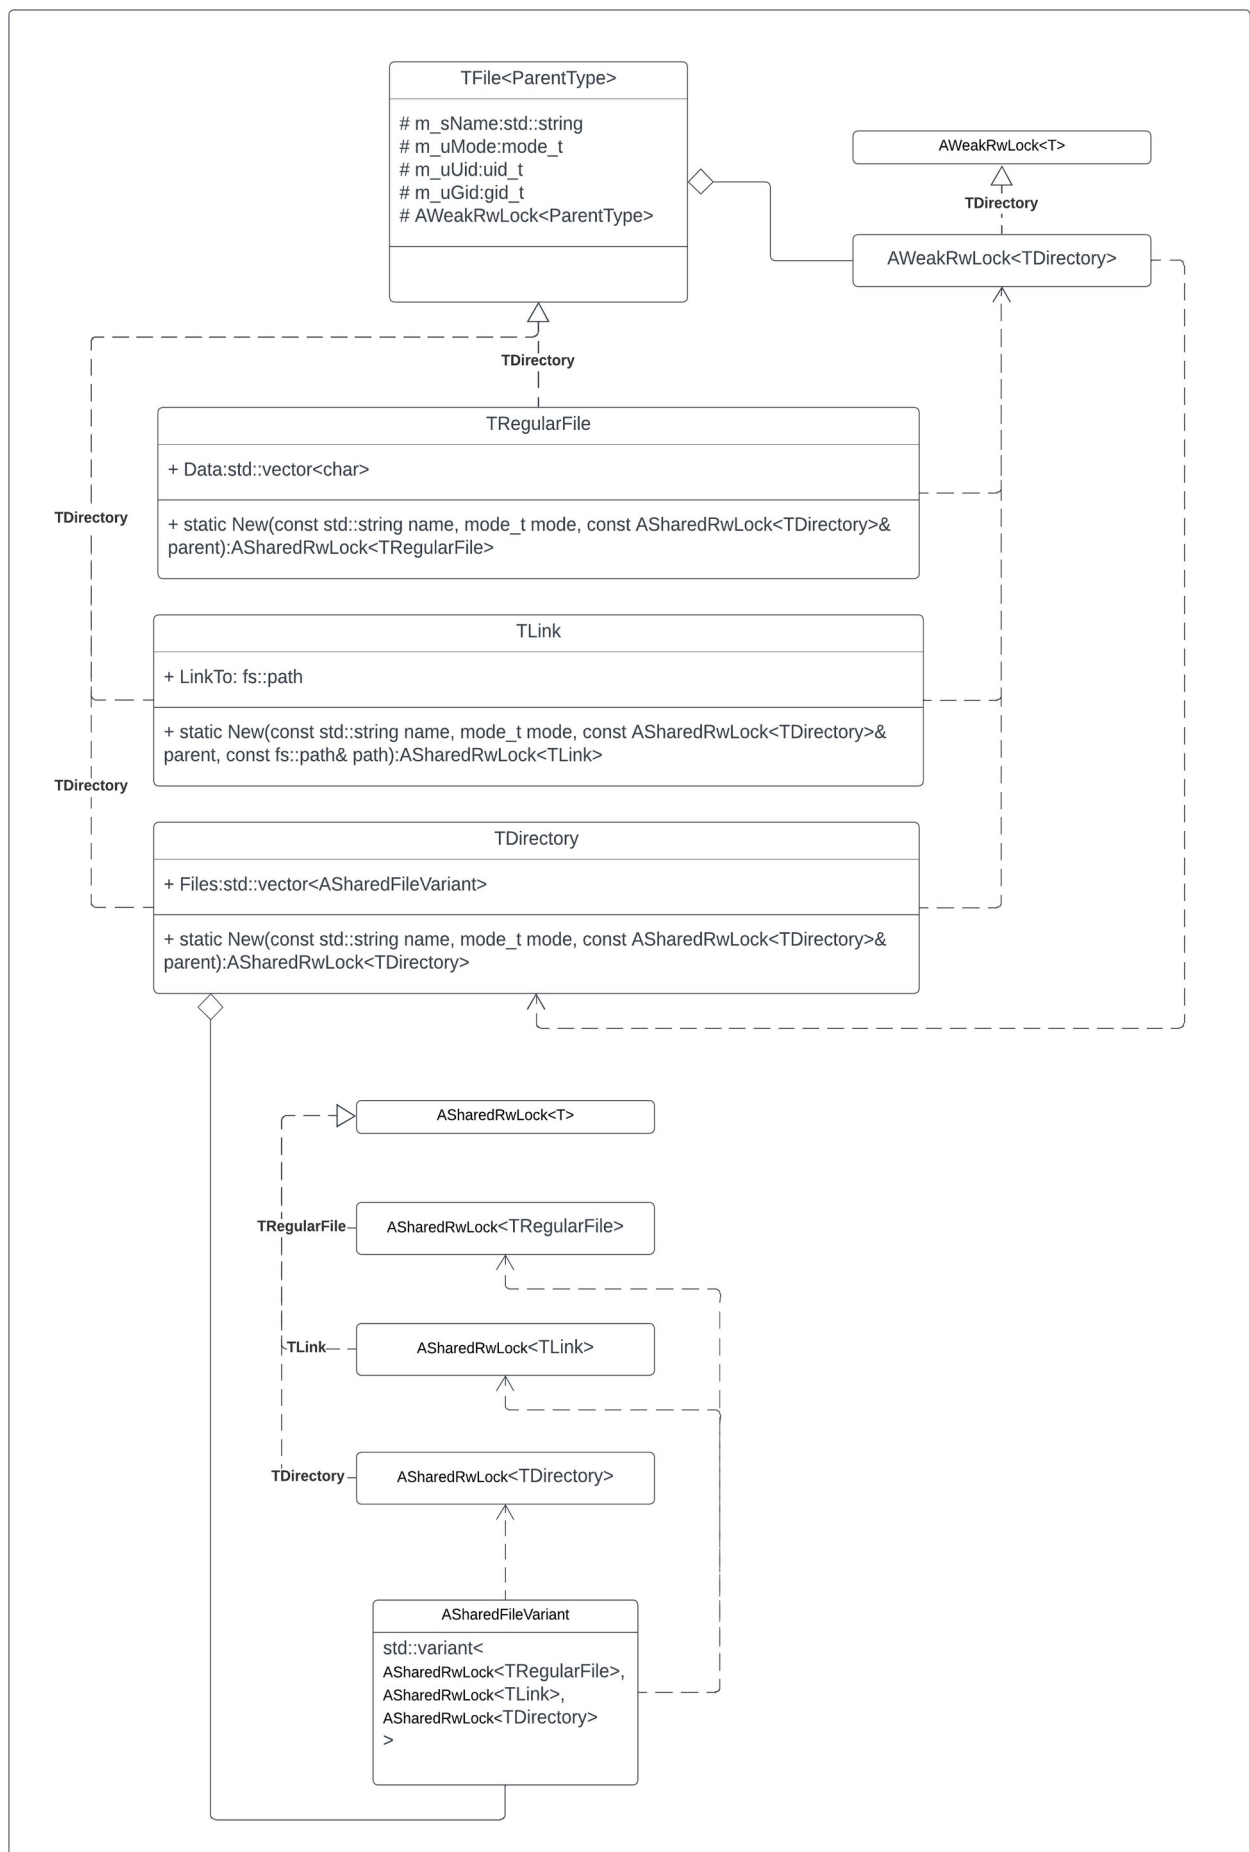 TFile<ParentType>
# m_sName:std::string
# m_uMode:mode_t
# m_uUid:uid_t
# m_uGid:gid_t
# AWeakRwLock<ParentType>
AWeakRwLock<T>
TDirectory
AWeakRwLock<TDirectory>
TDirectory
TRegularFile
+ Data:std::vector<char>
+ static New(const std::string name, mode_t mode, const ASharedRwLock<TDirectory>&
parent):ASharedRwLock<TRegularFile>
TDirectory
TLink
+ LinkTo: fs::path
+ static New(const std::string name, mode_t mode, const ASharedRwLock<TDirectory>&
parent, const fs::path& path):ASharedRwLock<TLink>
TDirectory
TDirectory
+ Files:std::vector<ASharedFileVariant>
+ static New(const std::string name, mode_t mode, const ASharedRwLock<TDirectory>&
parent):ASharedRwLock<TDirectory>
ASharedRwLock<T>
TRegularFile
ASharedRwLock<TRegularFile>
TLink
ASharedRwLock<TLink>
TDirectory
ASharedRwLock<TDirectory>
ASharedFileVariant
std::variant<
ASharedRwLock<TRegularFile>,
ASharedRwLock<TLink>,
ASharedRwLock<TDirectory>
>